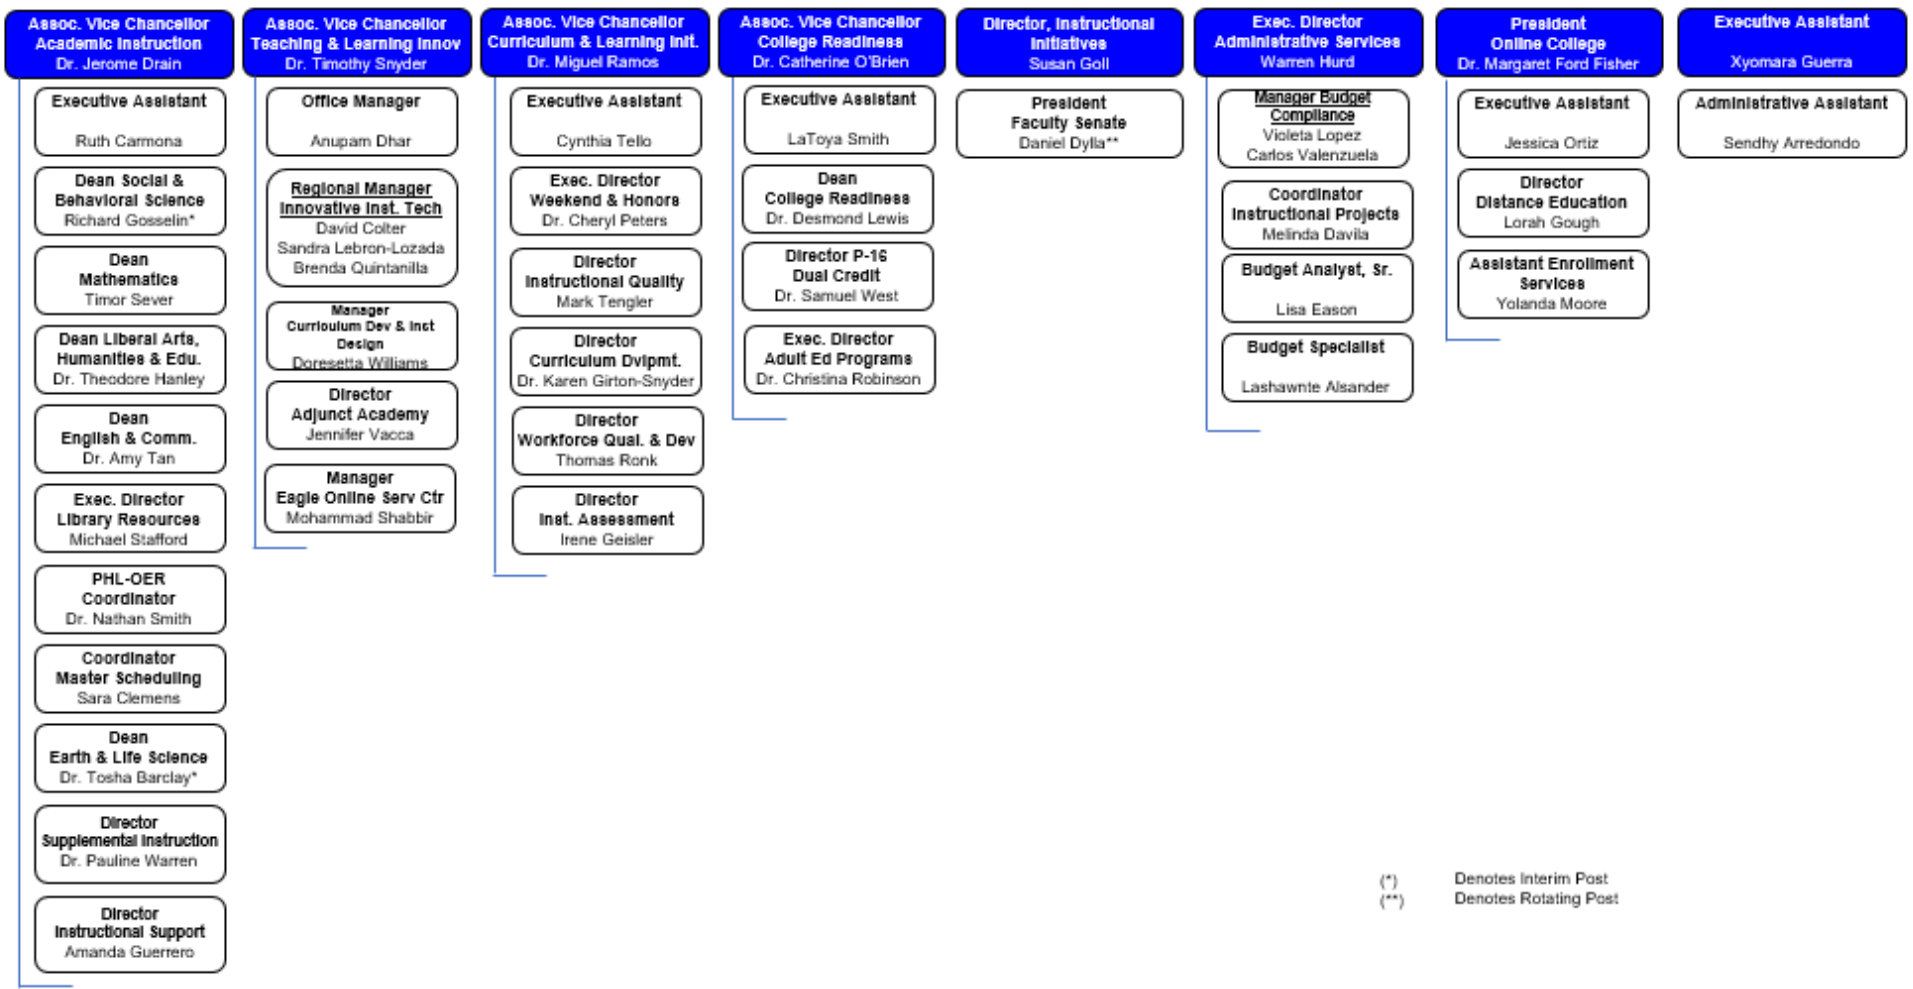 Assoc. Vice Chancellor
Academic Instruction
Dr. Jerome Drain
Executive Assistant
Ruth Carmona
Dean Social &
Behavioral Science
Richard Gosselin*
Dean
Mathematics
Timor Sever
Dean Liberal Arts,
Humanities & Edu.
Dr. Theodore Hanley
Dean
English & Comm.
Dr. Amy Tan
Exec. Director
Library Resources
Michael Stafford
PHL-OER
Coordinator
Dr. Nathan Smith
Coordinator
Master Scheduling
Sara Clemens
Dean
Earth & Life Science
Dr. Tosha Barclay*
Director
Supplemental Instruction
Dr. Pauline Warren
Director
Instructional Support
Amanda Guerrero
Assoc. Vice Chancellor
Teaching & Learning Innov
Dr. Timothy Snyder
Office Manager
Anupam Dhar
Regional Manager
Innovative Inst. Tech
David Colter
Sandra Lebron-Lozada
Brenda Quintanilla
Manager
Curriculum Dev & Inst
Design
Doresetta Williams
Director
Adjunct Academy
Jennifer Vacca
Manager
Eagle Online Serv Ctr
Mohammad Shabbir
Assoc. Vice Chancellor
Curriculum & Learning Init.
Dr. Miguel Ramos
Executive Assistant
Cynthia Tello
Exec. Director
Weekend & Honors
Dr. Cheryl Peters
Director
Instructional Quality
Mark Tengler
Director
Curriculum Dvlpmt.
Dr. Karen Girton-Snyder
Director
Workforce Qual. & Dev
Thomas Ronk
Director
Inst. Assessment
Irene Geisler
Assoc. Vice Chancellor
College Readiness
Dr. Catherine O'Brien
Executive Assistant
LaToya Smith
Dean
College Readiness
Dr. Desmond Lewis
Director P-16
Dual Credit
Dr. Samuel West
Exec. Director
Adult Ed Programs
Dr. Christina Robinson
Director, Instructional
Initiatives
Susan Goll
President
Faculty Senate
Daniel Dylla**
Exec. Director
Administrative Services
Warren Hurd
Manager Budget
Compliance
Violeta Lopez
Carlos Valenzuela
Coordinator
Instructional Projects
Melinda Davila
Budget Analyst, Sr.
Lisa Eason
Budget Specialist
Lashawnte Alsander
President
Online College
Dr. Margaret Ford Fisher
Executive Assistant
Jessica Ortiz
Director
Distance Education
Lorah Gough
Assistant Enrollment
Services
Yolanda Moore
Executive Assistant
Xyomara Guerra
Administrative Assistant
Sendhy Arredondo
(*) Denotes Interim Post
(**) Denotes Rotating Post